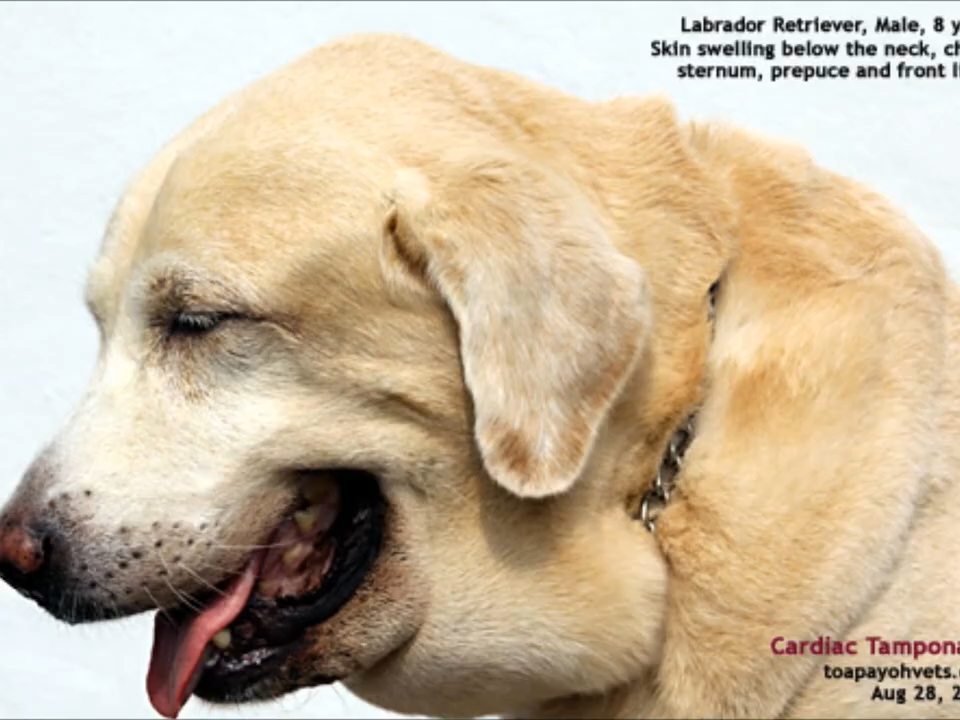 Labrador Retriever, Male, 8 y
Skin swelling below the neck, ch
sternum, prepuce and front li
Cardiac Tampona
toapayohvets.
Aug 28, 2